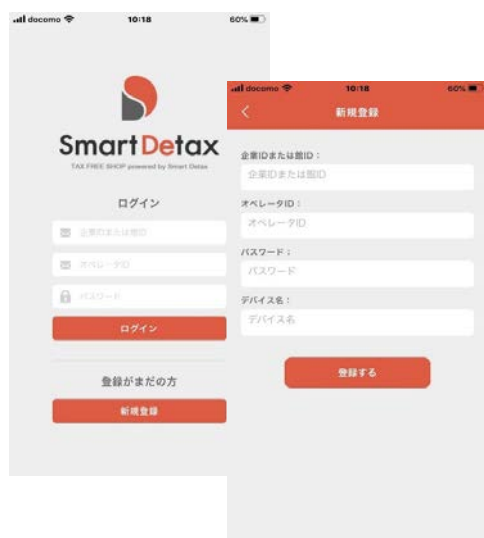 docomo
10:18
60%
SmartDetax
TAX FREE SHOP powered by Smart Detax
ログイン
企業IDまたは館ID
オペレータID
パスワード
ログイン
登録がまだの方
新規登録
docomo
10:18
60%
新規登録
企業IDまたは館ID:
企業IDまたは館ID
オペレータID:
オペレータID
パスワード:
パスワード
デバイス名:
デバイス名
登録する